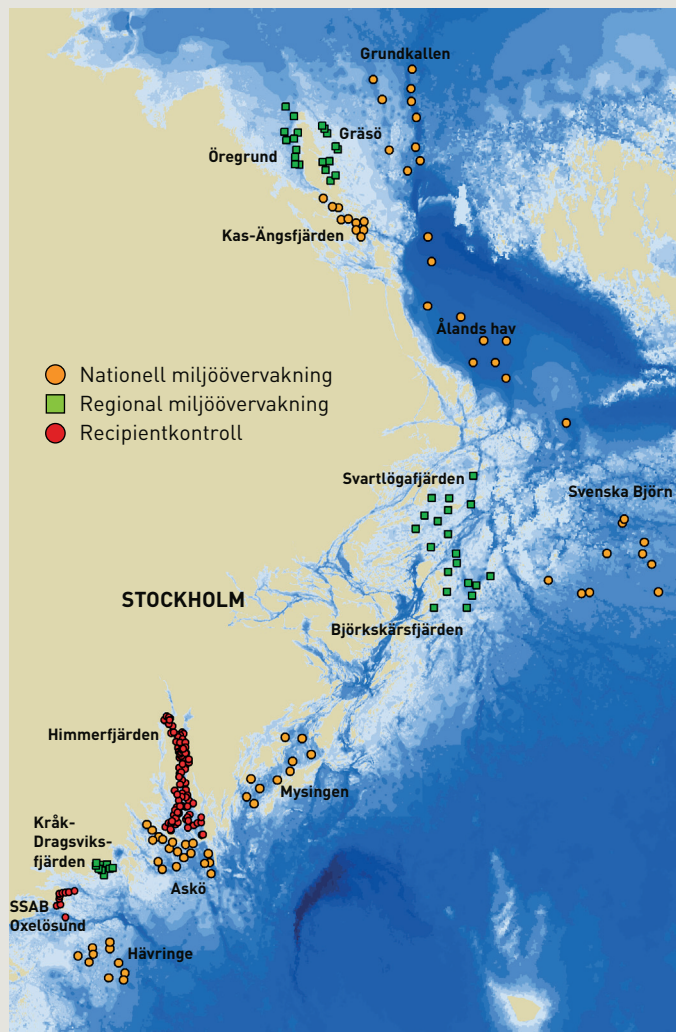 Grundkallen
Gräsö
Öregrund
Kas-Ängsfjärden
Ålands hav
Nationell miljöövervakning
Regional miljöövervakning
Recipientkontroll
Svartlögafjärden
Svenska Björn
STOCKHOLM
Björkskärsfjärden
Himmerfjärden
Mysingen
Kråk-
Dragsviks-
fjärden
Askö
SSAB
Oxelösund
Hävringe